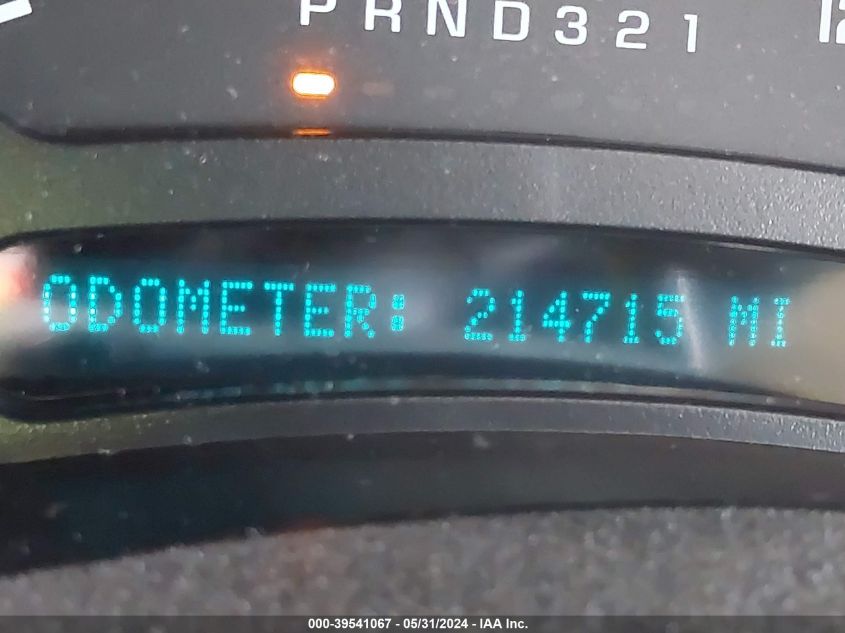 PRND321
ODOMETER: 214715 MI
000-39541067 - 05/31/2024 - IAA Inc.